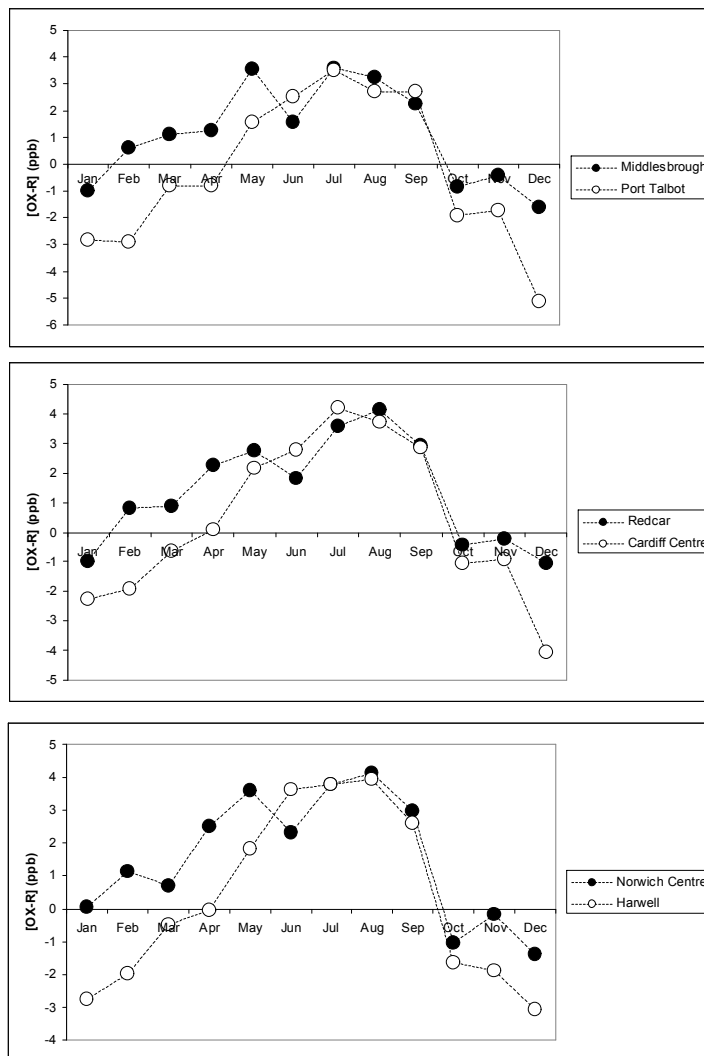 5
4
3
2
1
0
-1
-2
-3
-4
-5
-6
[OX-R] (ppb)
Jan Feb Mar Apr May Jun Jul Aug Sep Oct Nov Dec
Middlesbrough
Port Talbot
5
4
3
2
1
0
-1
-2
-3
-4
-5
[OX-R] (ppb)
Jan Feb Mar Apr May Jun Jul Aug Sep Oct Nov Dec
Redcar
Cardiff Centre
5
4
3
2
1
0
-1
-2
-3
-4
[OX-R] (ppb)
Jan Feb Mar Apr May Jun Jul Aug Sep Oct Nov Dec
Norwich Centre
Harwell